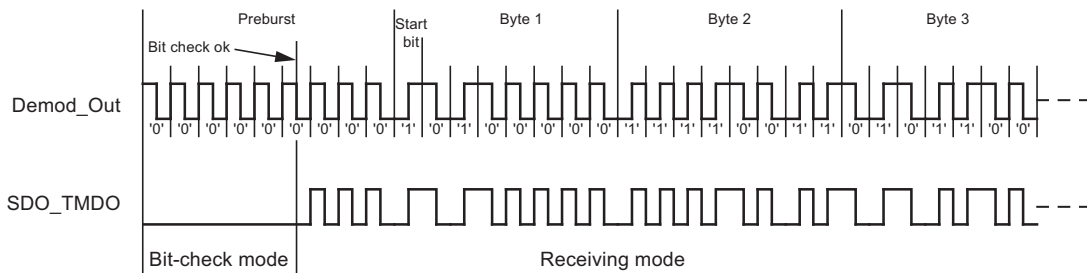 Preburst
Start bit
Byte 1
Byte 2
Byte 3
Bit check ok
Demod_Out
'0' '0' '0' '0' '0' '0' '0' '0' '0' '1' '0' '1' '0' '0' '0' '0' '0' '1' '1' '1' '1' '0' '0' '1' '1' '0' '1' '0' '1' '1' '0' '0'
SDO_TMDO
Bit-check mode
Receiving mode